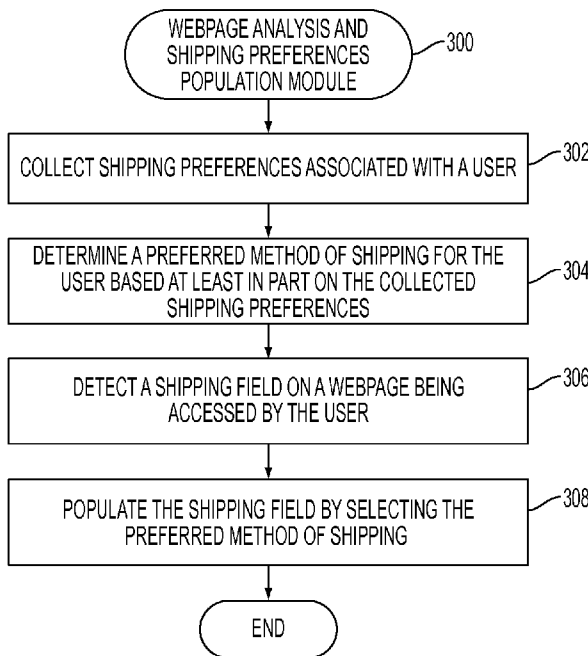 WEBPAGE ANALYSIS AND
SHIPPING PREFERENCES
POPULATION MODULE
300
COLLECT SHIPPING PREFERENCES ASSOCIATED WITH A USER
302
DETERMINE A PREFERRED METHOD OF SHIPPING FOR THE
USER BASED AT LEAST IN PART ON THE COLLECTED
SHIPPING PREFERENCES
304
DETECT A SHIPPING FIELD ON A WEBPAGE BEING
ACCESSED BY THE USER
306
POPULATE THE SHIPPING FIELD BY SELECTING THE
PREFERRED METHOD OF SHIPPING
308
END